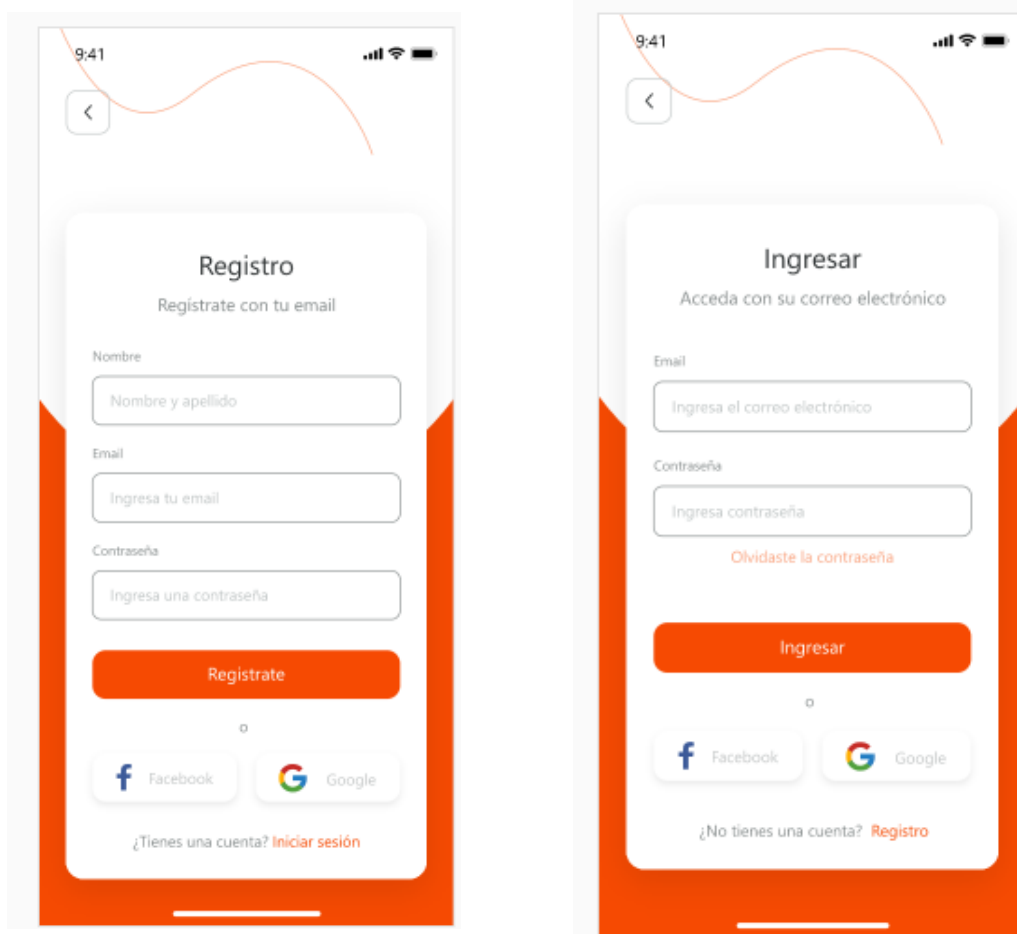 9:41
Registro
Regístrate con tu email
Nombre
Nombre y apellido
Email
Ingresa tu email
Contraseña
Ingresa una contraseña
Registrate
o
Facebook
Google
¿Tienes una cuenta? Iniciar sesión
9:41
Ingresar
Acceda con su correo electrónico
Email
Ingresa el correo electrónico
Contraseña
Ingresa contraseña
Olvidaste la contraseña
Ingresar
o
Facebook
Google
¿No tienes una cuenta? Registro